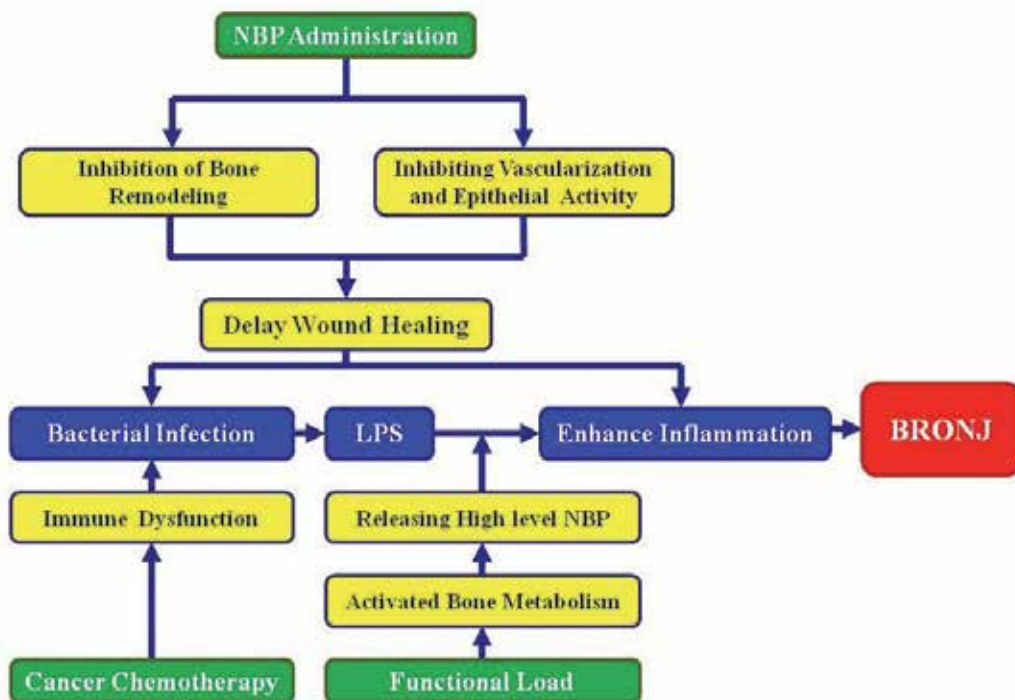 NBP Administration
Inhibition of Bone
Remodeling
Inhibiting Vascularization
and Epithelial Activity
Delay Wound Healing
Bacterial Infection
LPS
Enhance Inflammation
BRONJ
Immune Dysfunction
Releasing High level NBP
Activated Bone Metabolism
Cancer Chemotherapy
Functional Load